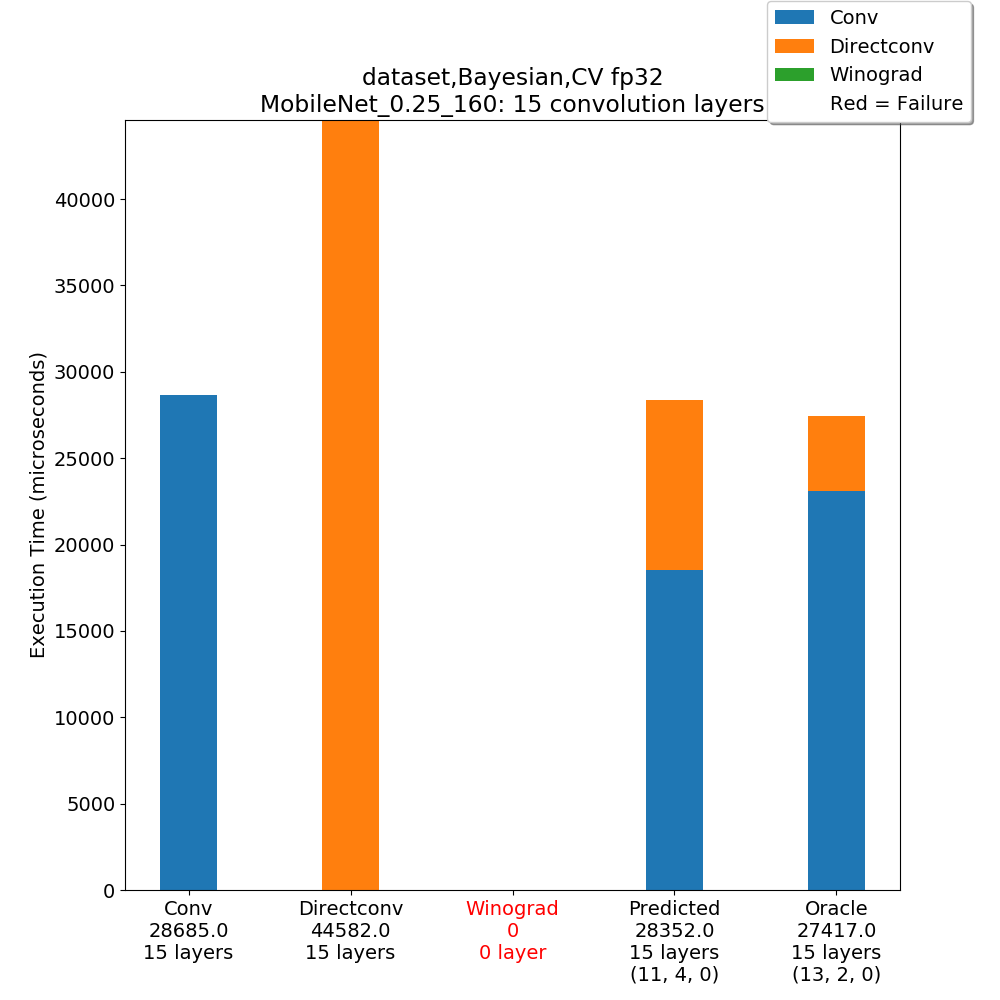 Conv
Directconv
Winograd
Red = Failure
dataset,Bayesian,CV fp32
MobileNet_0.25_160: 15 convolution layers
Execution Time (microseconds)
40000
35000
30000
25000
20000
15000
10000
5000
0
Conv
28685.0
15 layers
Directconv
44582.0
15 layers
Winograd
0
0 layer
Predicted
28352.0
15 layers
(11, 4, 0)
Oracle
27417.0
15 layers
(13, 2, 0)